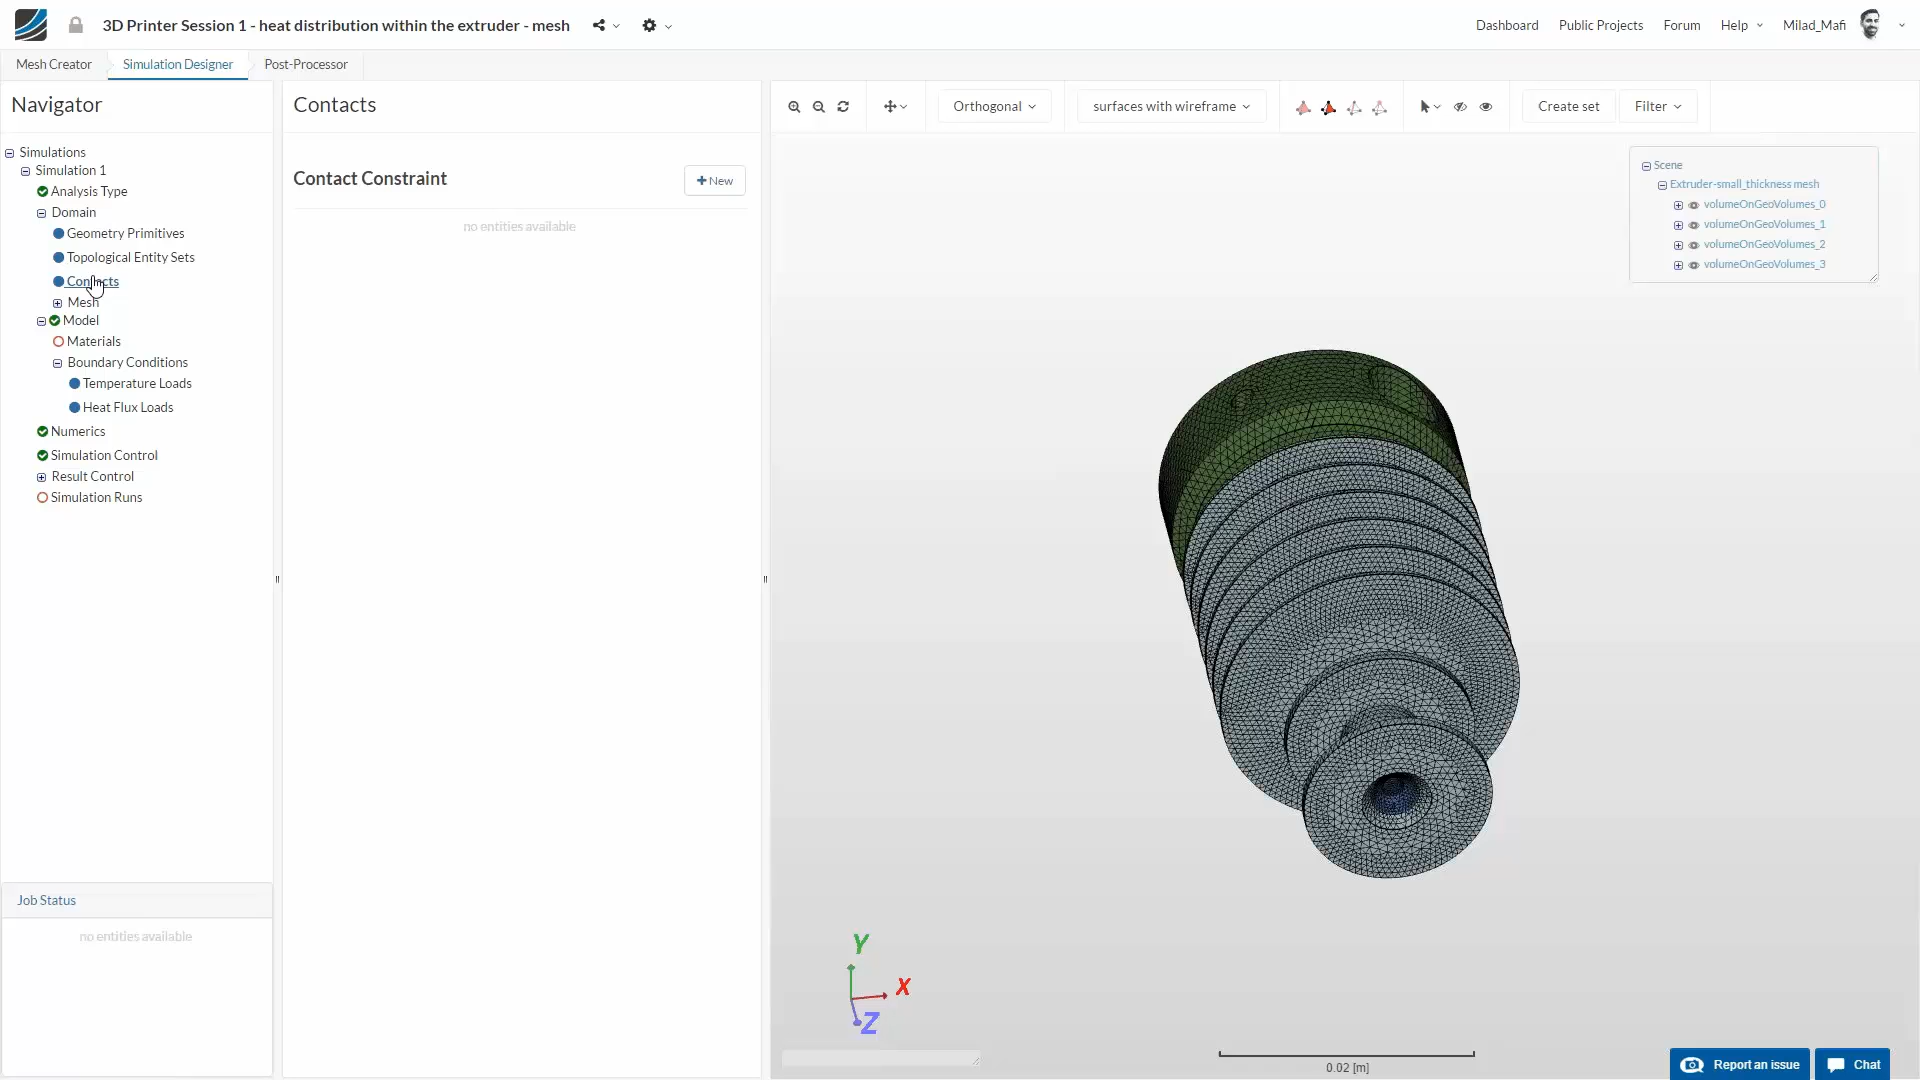 3D Printer Session 1 - heat distribution within the extruder - mesh
Dashboard
Public Projects
Forum
Help
Milad_Mafi
Mesh Creator
Simulation Designer
Post-Processor
Navigator
Simulations
Simulation 1
Analysis Type
Domain
Geometry Primitives
Topological Entity Sets
Contacts
Mesh
Model
Materials
Boundary Conditions
Temperature Loads
Heat Flux Loads
Numerics
Simulation Control
Result Control
Simulation Runs
Job Status
no entities available
Contacts
Contact Constraint
New
no entities available
Orthogonal
surfaces with wireframe
Create set
Filter
Scene
Extruder-small_thickness mesh
volumeOnGeoVolumes_0
volumeOnGeoVolumes_1
volumeOnGeoVolumes_2
volumeOnGeoVolumes_3
Y
X
Z
0.02 [m]
Report an issue
Chat